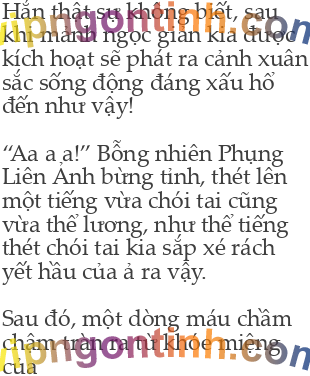 Hắn thật sự không biết, sau
khi mảnh ngọc giản kia được
kích hoạt sẽ phát ra cảnh xuân
sắc sống động đáng xấu hổ
đến như vậy!
“Aa a a!” Bỗng nhiên Phụng
Liên Ảnh bừng tỉnh, thét lên
một tiếng vừa chói tai cũng
vừa thê lương, như thể tiếng
thét chói tai kia sắp xé rách
yết hầu của ả ra vậy.
Sau đó, một dòng máu chầm
chậm tràn ra từ khóe miệng
của
vipngontinh.com
vipngontinh.com